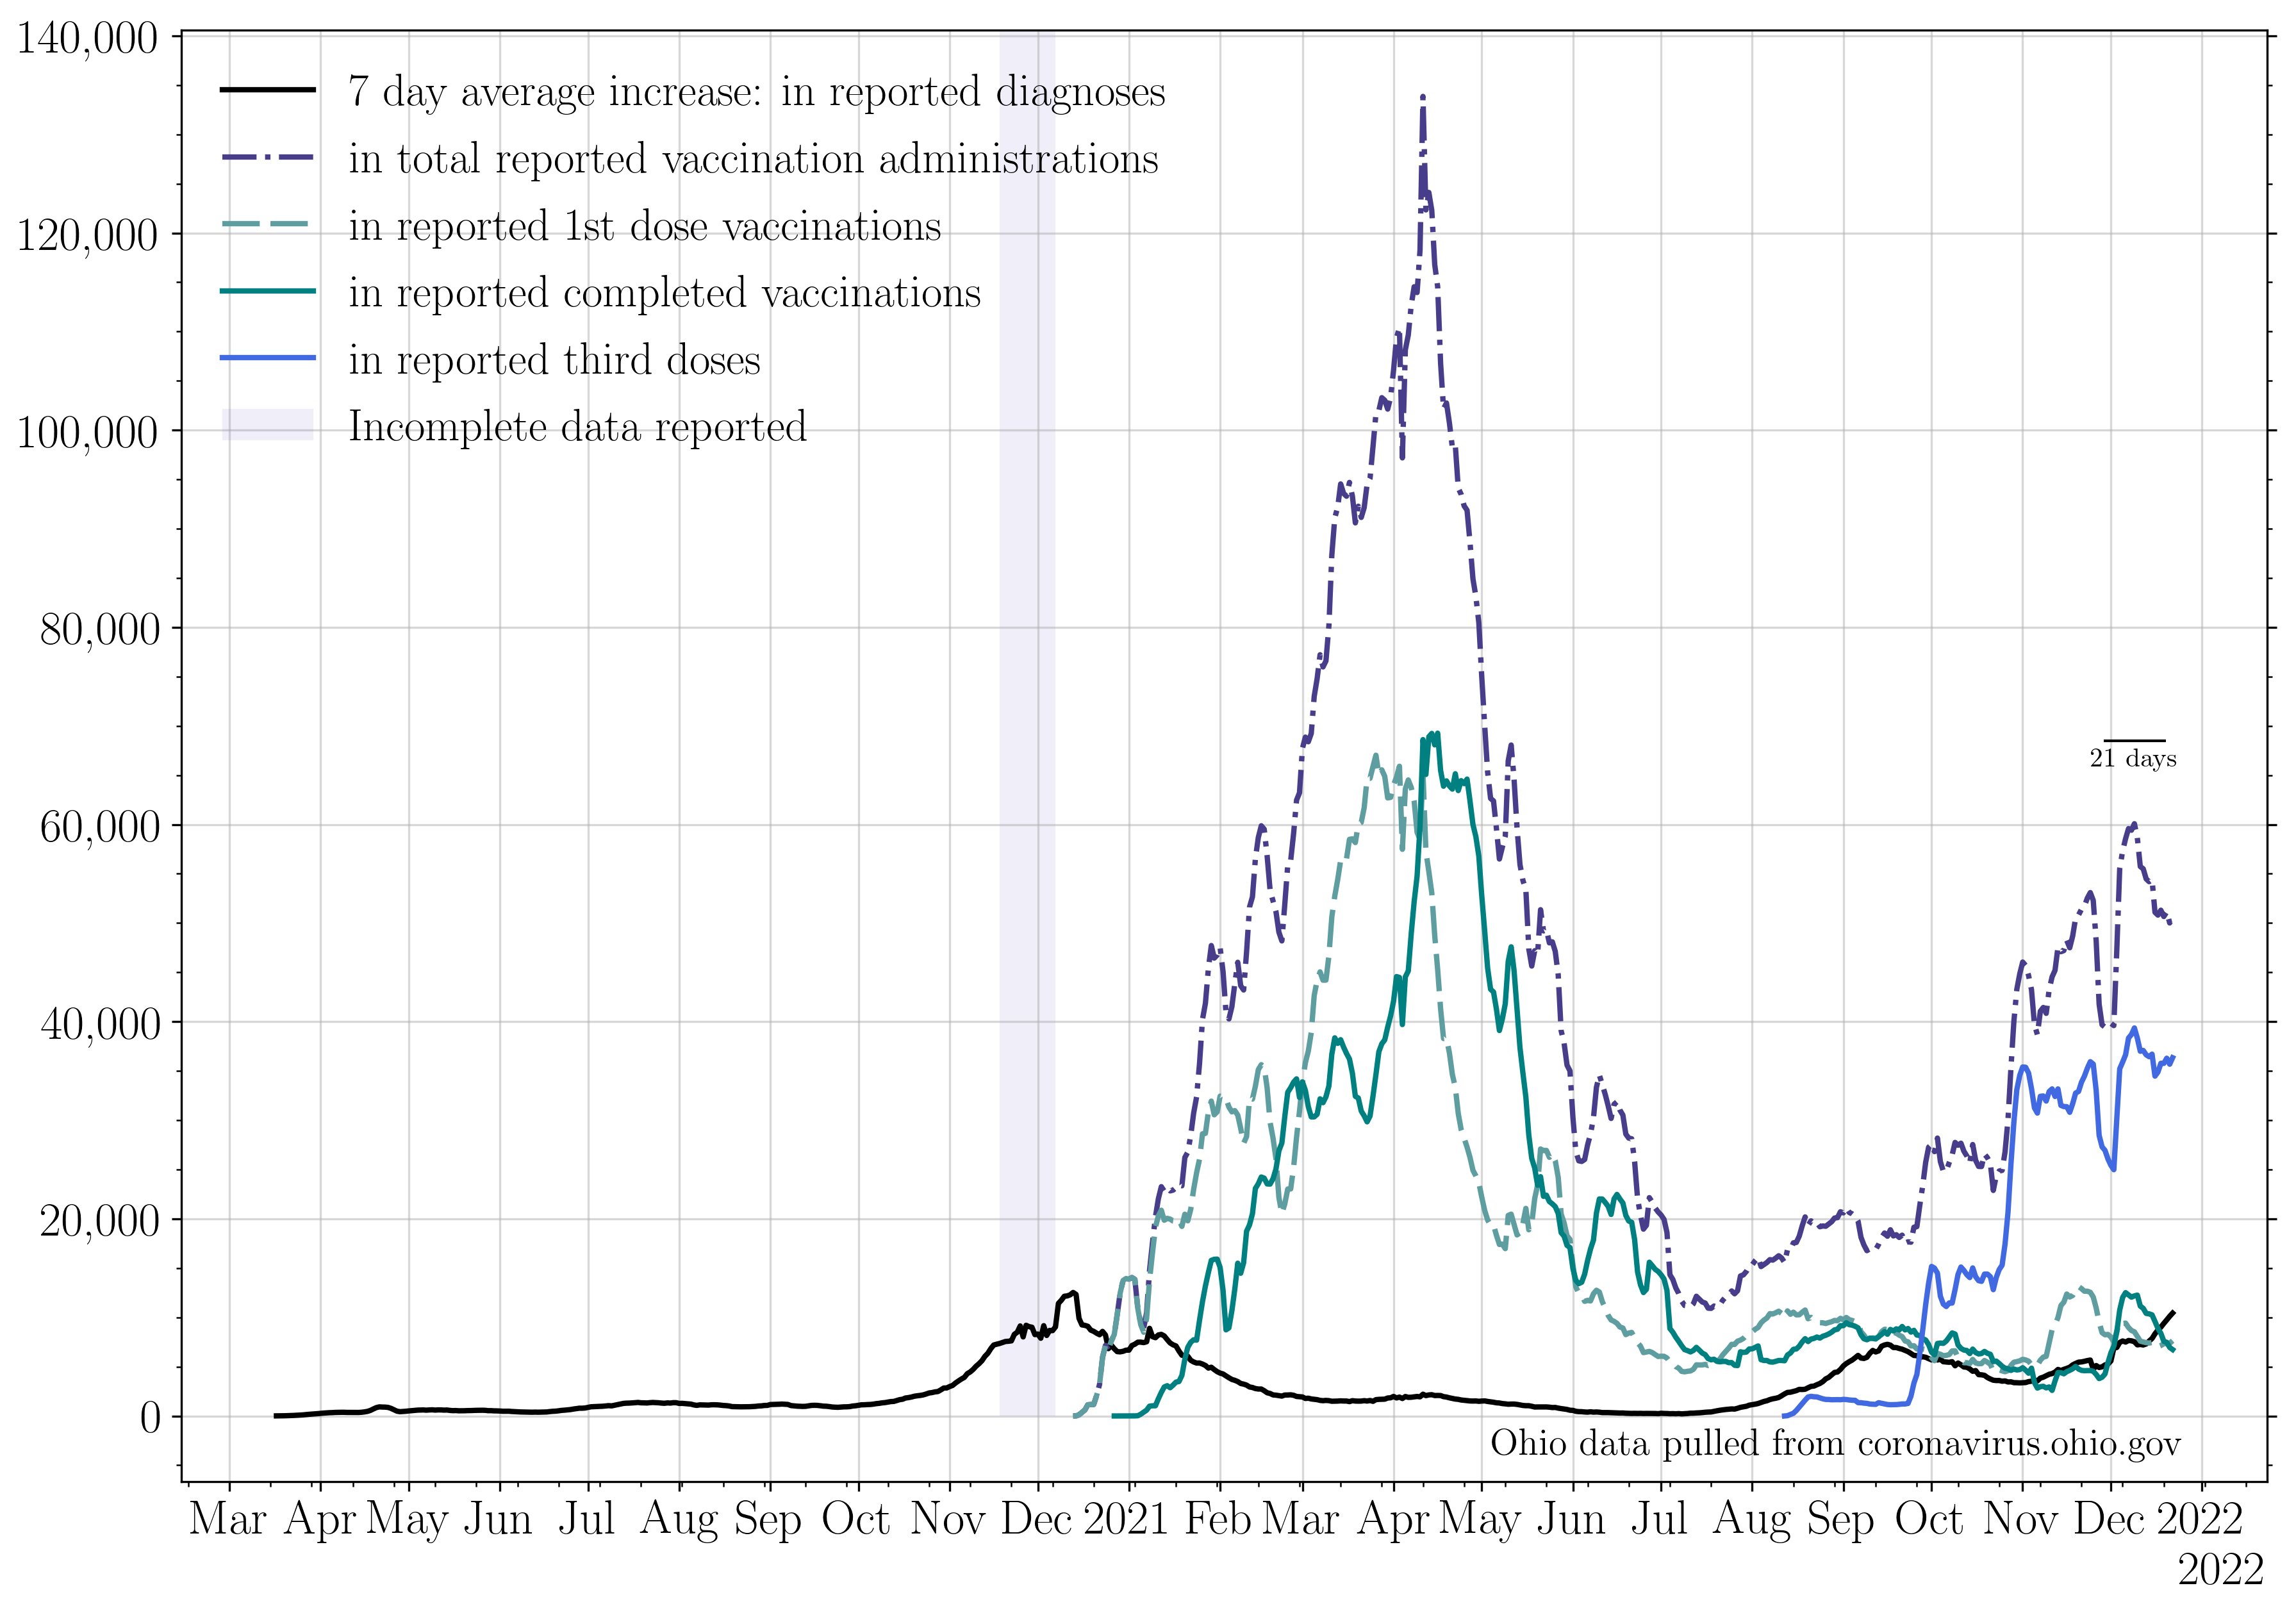 140,000
120,000
100,000
80,000
60,000
40,000
20,000
0
7 day average increase: in reported diagnoses
in total reported vaccination administrations
in reported 1st dose vaccinations
in reported completed vaccinations
in reported third doses
Incomplete data reported
21 days
Ohio data pulled from coronavirus.ohio.gov
Mar Apr May Jun Jul Aug Sep Oct Nov Dec 2021 Feb Mar Apr May Jun Jul Aug Sep Oct Nov Dec 2022
2022